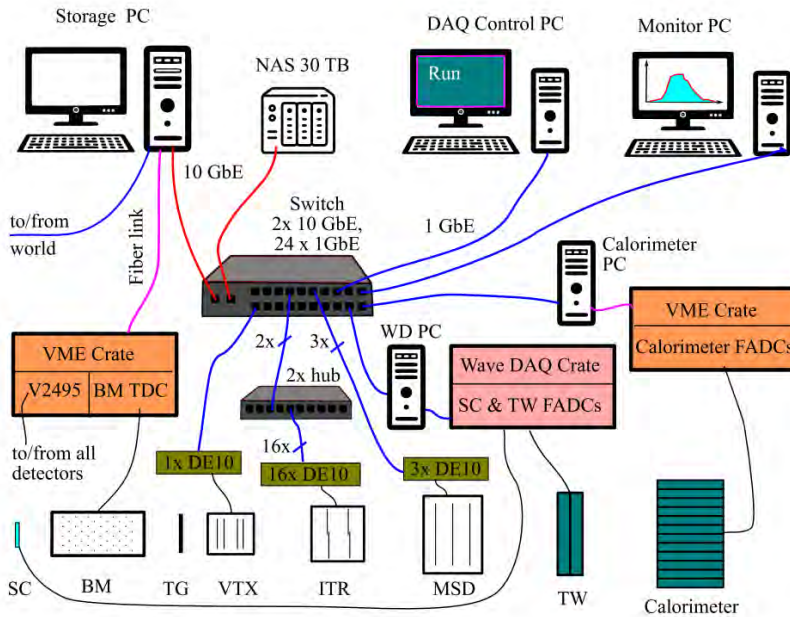 Storage PC
DAQ Control PC
Monitor PC
NAS 30 TB
Run
10 GbE
Switch
2x 10 GbE,
24 x 1GbE
1 GbE
to/from
world
Fiber link
Calorimeter
PC
VME Crate
Calorimeter FADCs
VME Crate
V2495
BM TDC
2x
3x
WD PC
Wave DAQ Crate
SC & TW FADCs
2x hub
to/from all
detectors
16x
1x DE10
16x DE10
3x DE10
SC
BM
TG
VTX
ITR
MSD
TW
Calorimeter